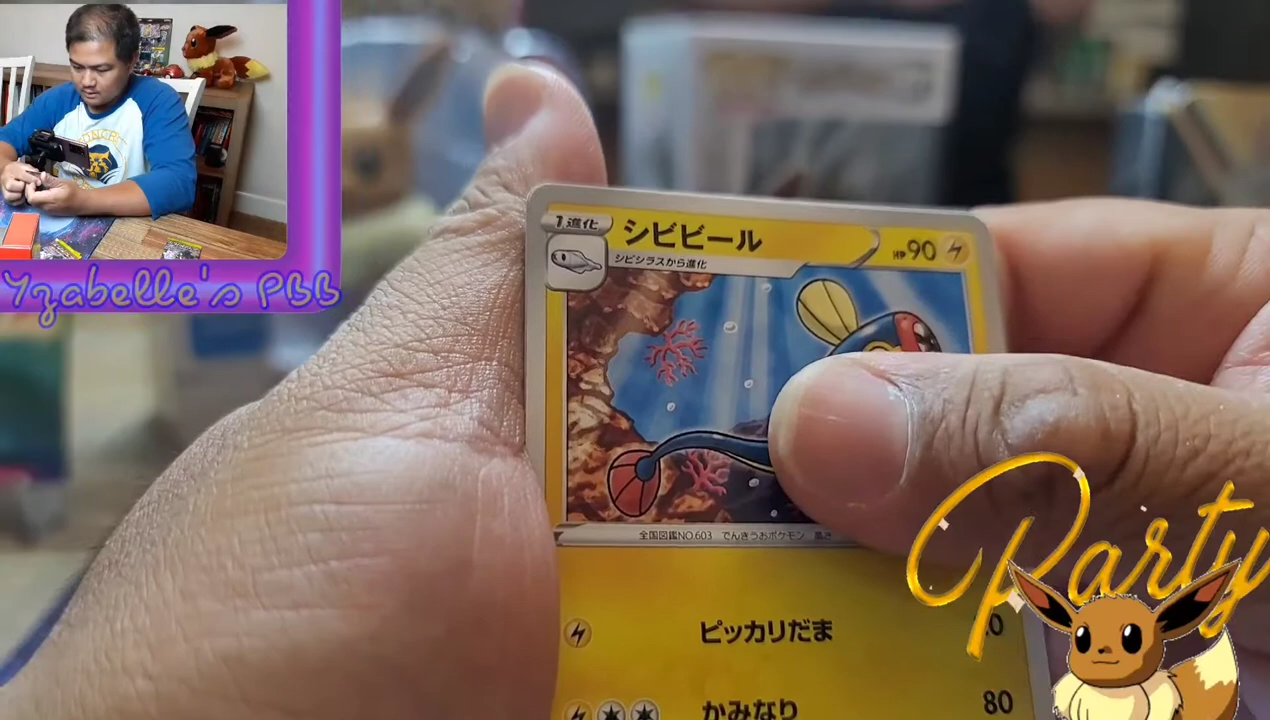 Yzabelle's PBB
1進化
シビビール
HP90
シビシラスから進化
全国図鑑NO.603 でんきうおポケモン 高さ
ピッカリだま
かみなり 80
Party